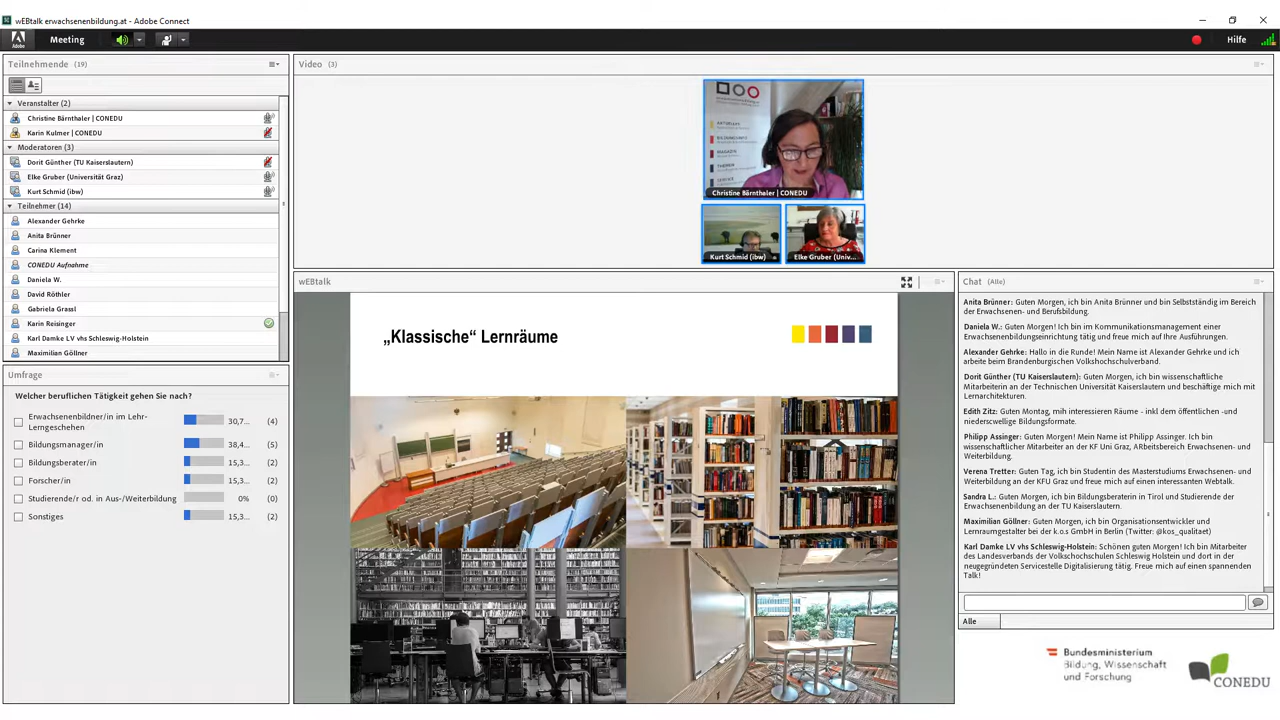 wEBtalk erwachsenenbildung.at - Adobe Connect
Adobe
Meeting
Hilfe
Teilnehmende (19)
Veranstalter (2)
Christine Bärnthaler | CONEDU
Karin Kulmer | CONEDU
Moderatoren (3)
Dorit Günther (TU Kaiserslautern)
Elke Gruber (Universität Graz)
Kurt Schmid (ibw)
Teilnehmer (14)
Alexander Gehrke
Anita Brünner
Carina Klement
CONEDU Aufnahme
Daniela W.
David Röthler
Gabriela Grassl
Karin Reisinger
Karl Damke LV vhs Schleswig-Holstein
Maximilian Göllner
Umfrage
Welcher beruflichen Tätigkeit gehen Sie nach?
Erwachsenenbildner/in im Lehr-
Lerngeschehen
30,7... (4)
Bildungsmanager/in 38,4... (5)
Bildungsberater/in 15,3... (2)
Forscher/in 15,3... (2)
Studierende/r od. in Aus-/Weiterbildung 0% (0)
Sonstiges 15,3... (2)
Video (3)
Christine Bärnthaler | CONEDU
Kurt Schmid (ibw)
Elke Gruber (Univ...
wEBtalk
„Klassische“ Lernräume
Chat (Alle)
Anita Brünner: Guten Morgen, ich bin Anita Brünner und bin Selbstständig im Bereich
der Erwachsenen- und Berufsbildung.
Daniela W.: Guten Morgen! Ich bin im Kommunikationsmanagement einer
Erwachsenenbildungseinrichtung tätig und freue mich auf Ihre Ausführungen.
Alexander Gehrke: Hallo in die Runde! Mein Name ist Alexander Gehrke und ich
arbeite beim Brandenburgischen Volkshochschulverband.
Dorit Günther (TU Kaiserslautern): Guten Morgen, ich bin wissenschaftliche
Mitarbeiterin an der Technischen Universität Kaiserslautern und beschäftige mich mit
Lernarchitekturen.
Edith Zitz: Guten Montag, mih interessieren Räume - inkl dem öffentlichen -und
niederscwellige Bildungsformate.
Philipp Assinger: Guten Morgen! Mein Name ist Philipp Assinger. Ich bin
wissenschaftlicher Mitarbeiter an der KF Uni Graz, ARbeitsbereich Erwachsenen- und
Weiterbildung.
Verena Tretter: Guten Tag, ich bin Studentin des Masterstudiums Erwachsenen- und
Weiterbildung an der KFU Graz und freue mich auf einen interessanten Webtalk.
Sandra L.: Guten Morgen, ich bin Bildungsberaterin in Tirol und Studierende der
Erwachsenenbildung an der TU Kaiserslautern.
Maximilian Göllner: Guten Morgen, ich bin Organisationsentwickler und
Lernraumgestalter bei der k.o.s GmbH in Berlin (Twitter: @kos_qualitaet)
Karl Damke LV vhs Schleswig-Holstein: Schönen guten Morgen! Ich bin Mitarbeiter
des Landesverbands der Volkhochschulen Schleswig Holstein und dort in der
neugegründeten Servicestelle Digitalisierung tätig. Freue mich auf einen spannenden
Talk!
Alle
Bundesministerium
Bildung, Wissenschaft
und Forschung
CONEDU